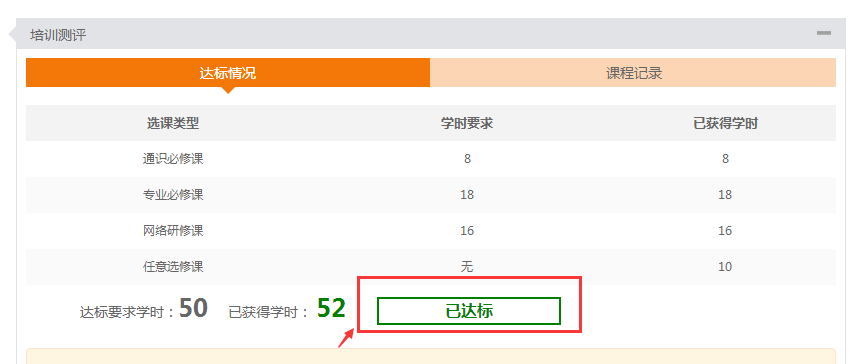 培训测评
达标情况 课程记录
选课类型 学时要求 已获得学时
通识必修课 8 8
专业必修课 18 18
网络研修课 16 16
任意选修课 无 10
达标要求学时：50 已获得学时：52 已达标